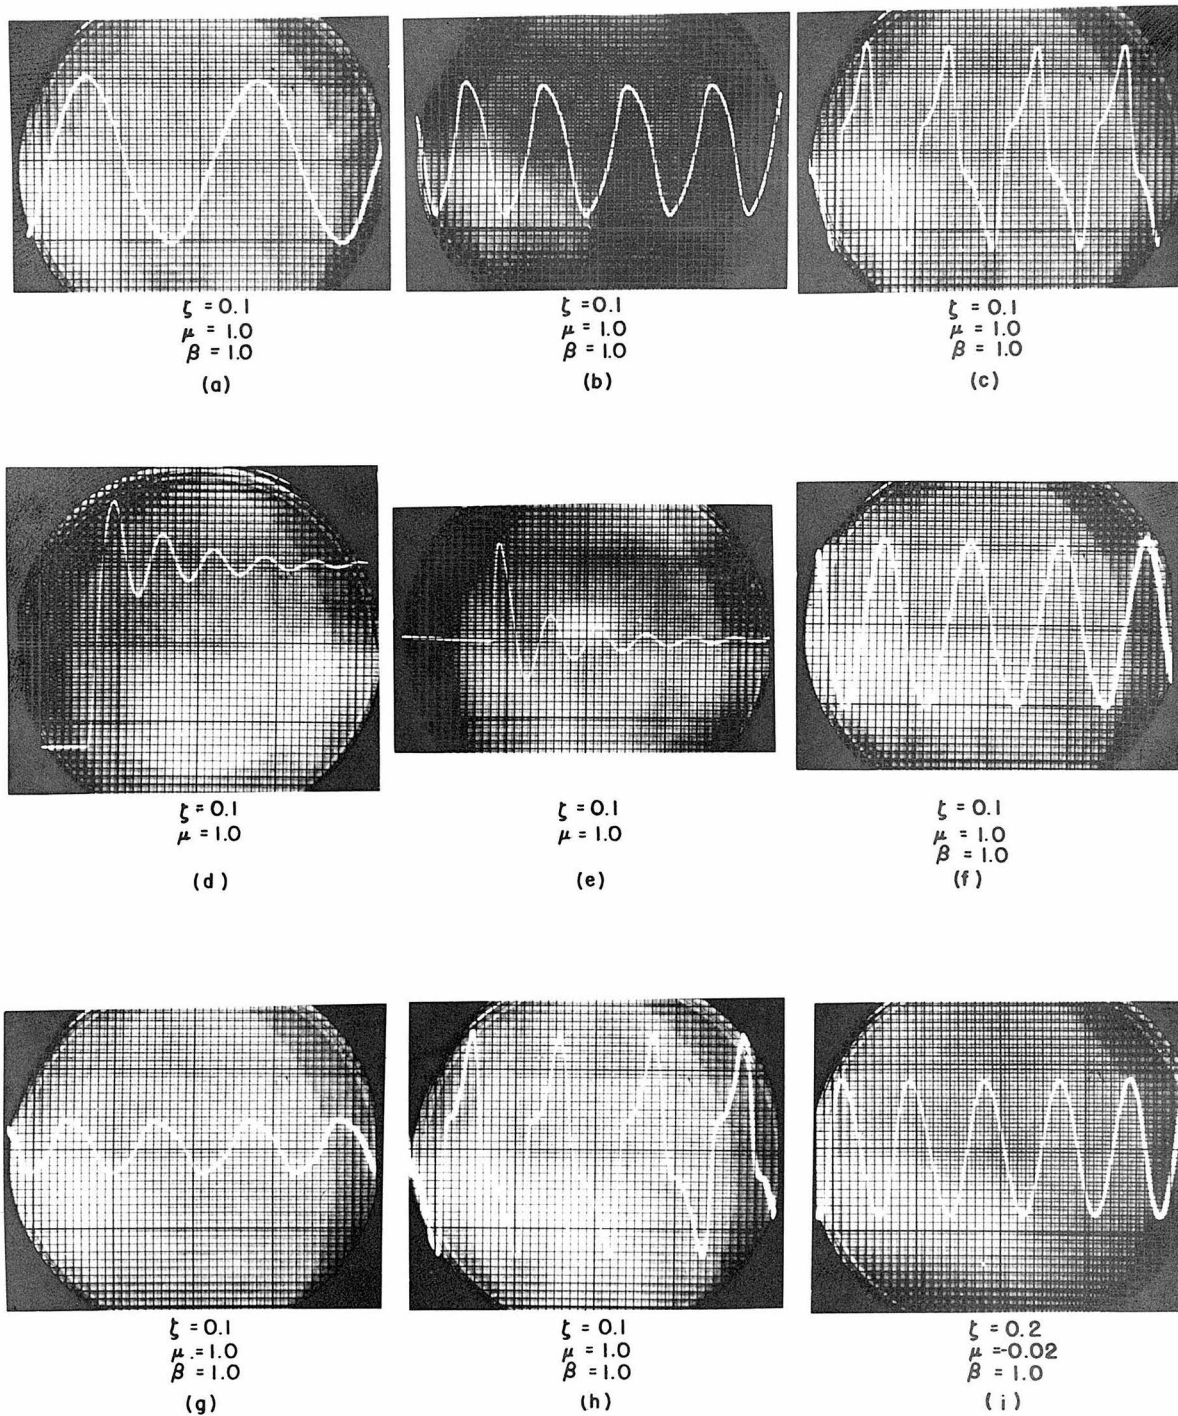 ζ = 0.1
μ = 1.0
β = 1.0
(a)
ζ = 0.1
μ = 1.0
β = 1.0
(b)
ζ = 0.1
μ = 1.0
β = 1.0
(c)
ζ = 0.1
μ = 1.0
(d)
ζ = 0.1
μ = 1.0
(e)
ζ = 0.1
μ = 1.0
β = 1.0
(f)
ζ = 0.1
μ = 1.0
β = 1.0
(g)
ζ = 0.1
μ = 1.0
β = 1.0
(h)
ζ = 0.2
μ = -0.02
β = 1.0
(i)